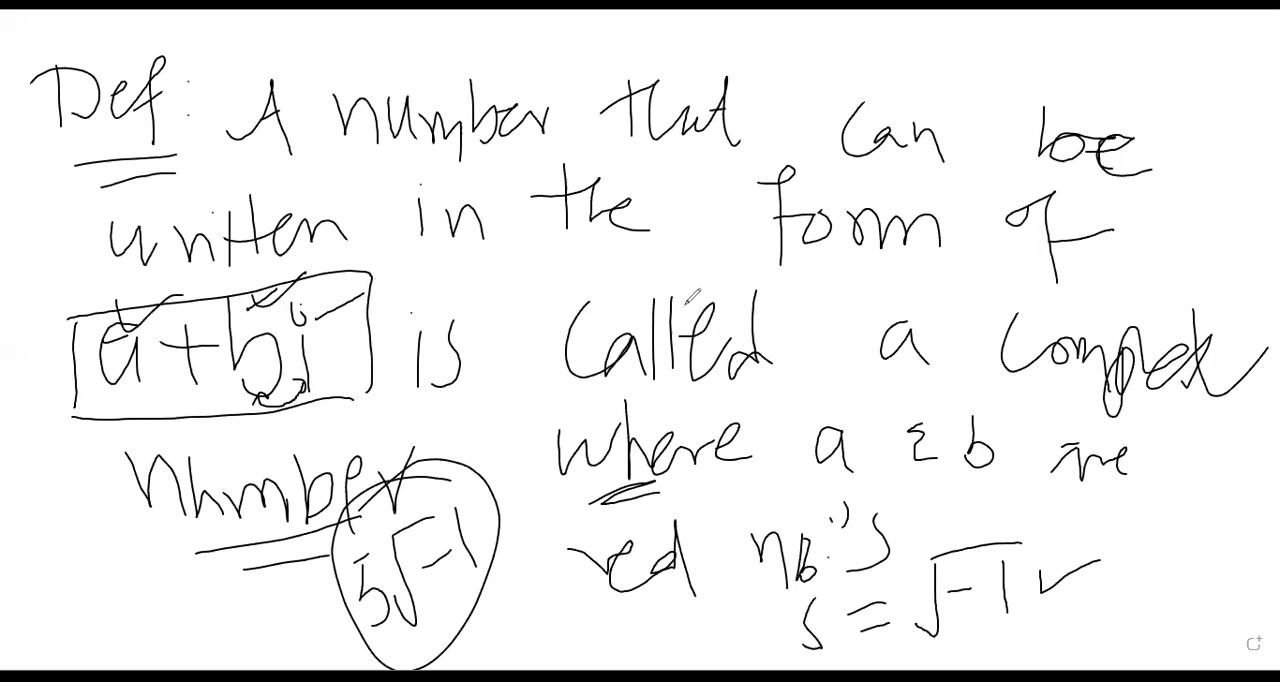 Def: A number that can be
written in the form of
a+bi is called a complex
number where a & b are
5√-1 real nb:'s
i = √-1